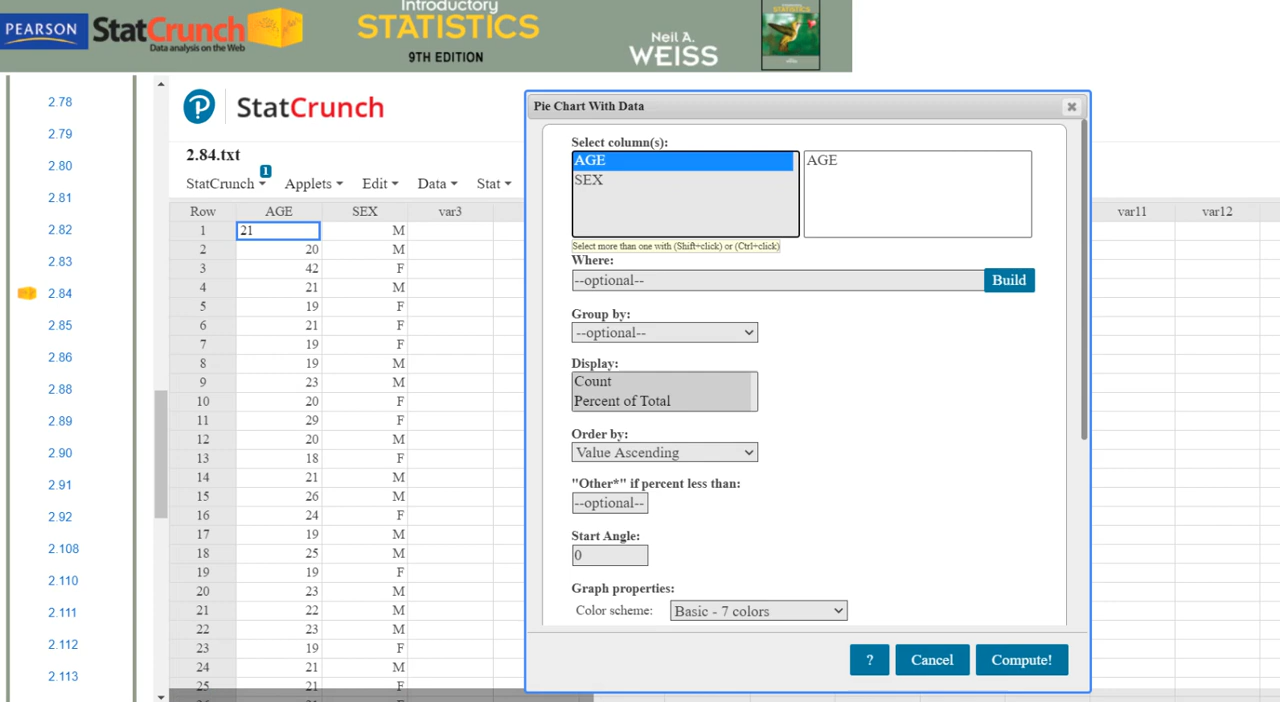 Introductory
PEARSON StatCrunch STATISTICS
Data analysis on the Web
9TH EDITION
Neil A.
WEISS
STATISTICS
2.78
2.79
2.80
2.81
2.82
2.83
2.84
2.85
2.86
2.88
2.89
2.90
2.91
2.92
2.108
2.110
2.111
2.112
2.113
P StatCrunch
2.84.txt
1
StatCrunch Applets Edit Data Stat
Row AGE SEX var3 var11 var12
1 21 M
2 20 M
3 42 F
4 21 M
5 19 F
6 21 F
7 19 F
8 19 M
9 23 M
10 20 F
11 29 F
12 20 M
13 18 F
14 21 M
15 26 M
16 24 F
17 19 M
18 25 M
19 19 F
20 23 M
21 22 M
22 23 M
23 19 F
24 21 M
25 21 F
Pie Chart With Data
Select column(s):
AGE AGE
SEX
Select more than one with (Shift+click) or (Ctrl+click)
Where:
--optional-- Build
Group by:
--optional--
Display:
Count
Percent of Total
Order by:
Value Ascending
"Other*" if percent less than:
--optional--
Start Angle:
0
Graph properties:
Color scheme: Basic - 7 colors
? Cancel Compute!